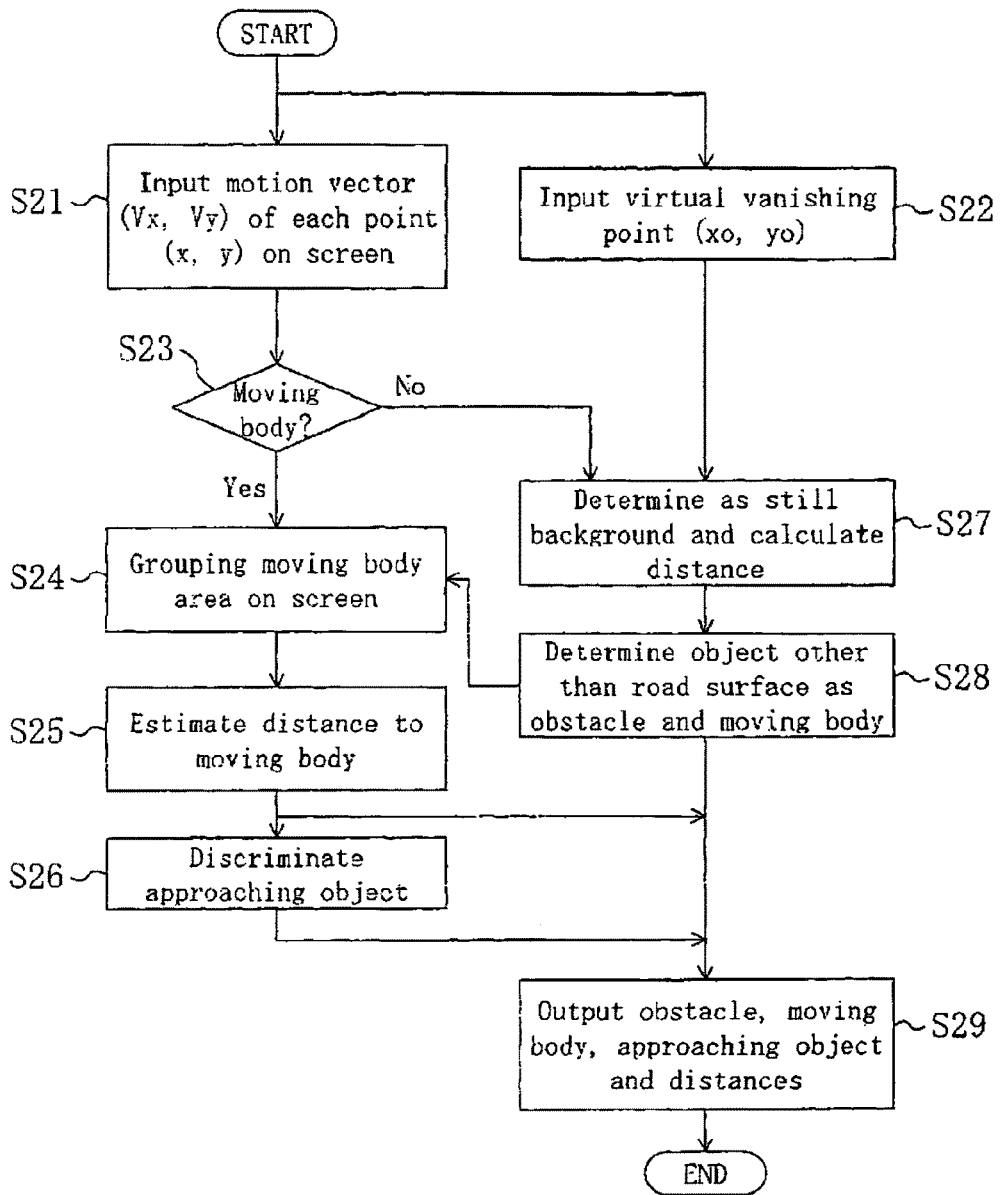 START
S21
Input motion vector
(Vx, Vy) of each point
(x, y) on screen
Input virtual vanishing
point (xo, yo)
S22
S23
Moving
body?
No
Yes
Determine as still
background and calculate
distance
S27
S24
Grouping moving body
area on screen
Determine object other
than road surface as
obstacle and moving body
S28
S25
Estimate distance to
moving body
S26
Discriminate
approaching object
Output obstacle, moving
body, approaching object
and distances
S29
END